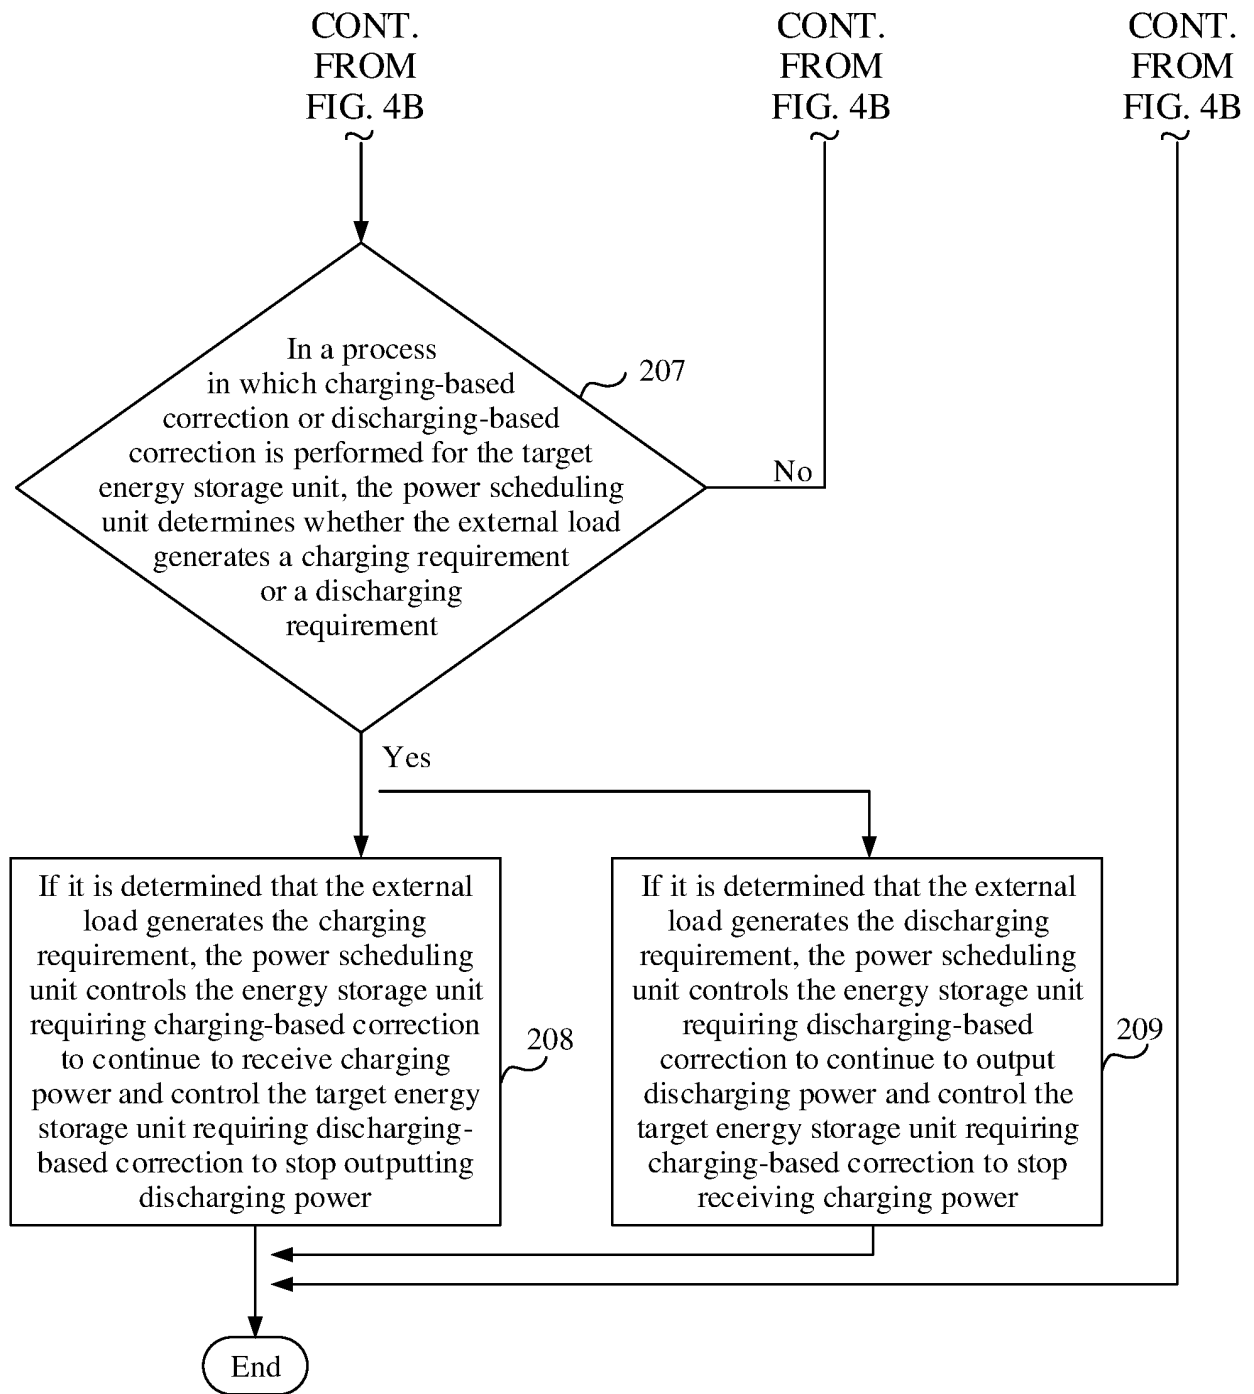 CONT.
FROM
FIG. 4B
CONT.
FROM
FIG. 4B
CONT.
FROM
FIG. 4B
In a process
in which charging-based
correction or discharging-based
correction is performed for the target
energy storage unit, the power scheduling
unit determines whether the external load
generates a charging requirement
or a discharging
requirement
207
No
Yes
If it is determined that the external
load generates the charging
requirement, the power scheduling
unit controls the energy storage unit
requiring charging-based correction
to continue to receive charging
power and control the target energy
storage unit requiring discharging-
based correction to stop outputting
discharging power
208
If it is determined that the external
load generates the discharging
requirement, the power scheduling
unit controls the energy storage unit
requiring discharging-based
correction to continue to output
discharging power and control the
target energy storage unit requiring
charging-based correction to stop
receiving charging power
209
End